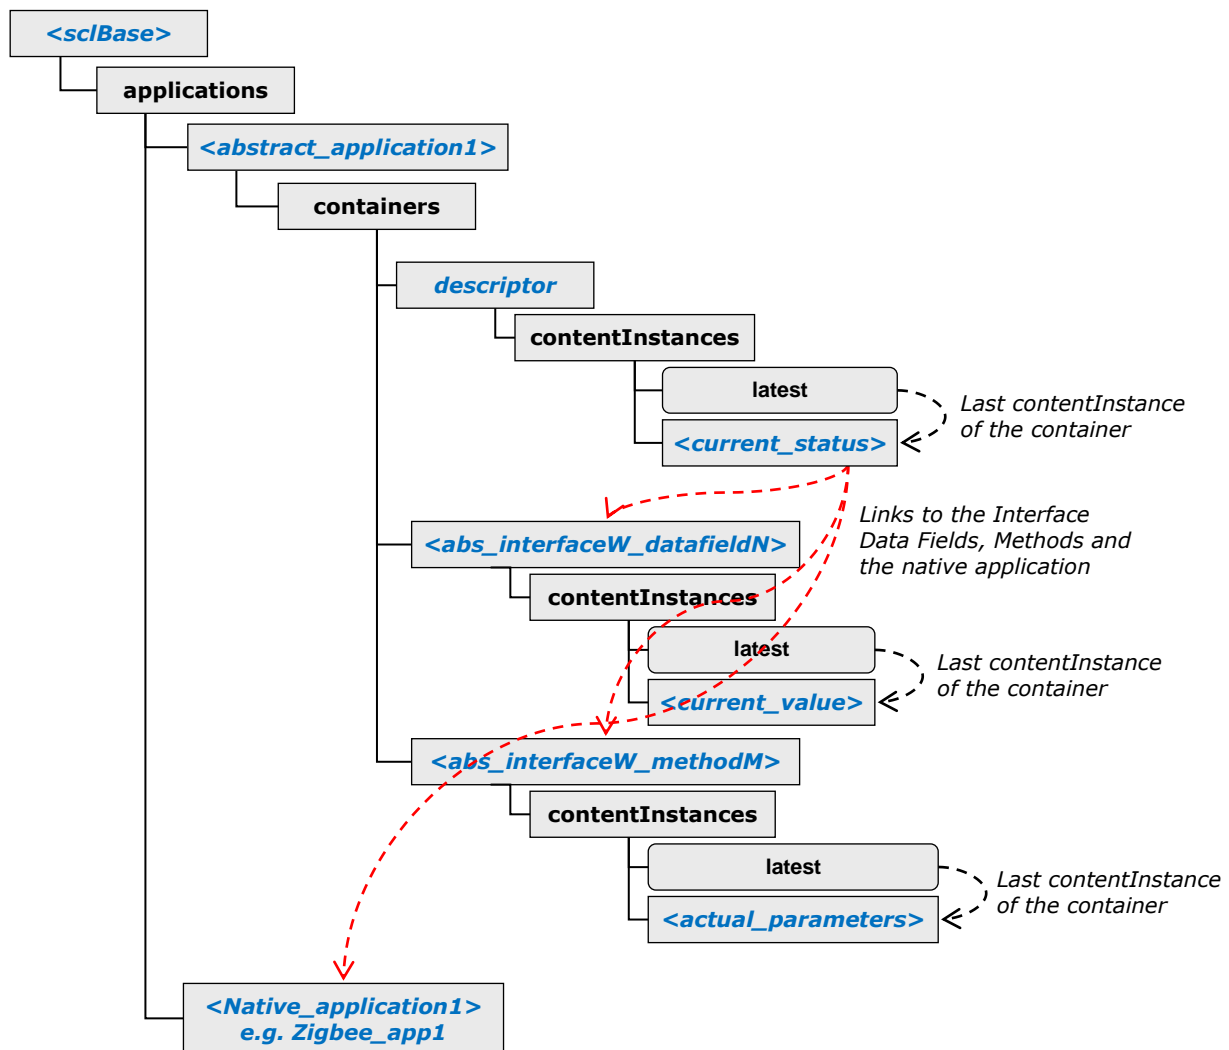 <sclBase>
applications
<abstract_application1>
containers
descriptor
contentInstances
latest
Last contentInstance
of the container
<current_status>
Links to the Interface
Data Fields, Methods and
the native application
<abs_interfaceW_datafieldN>
contentInstances
latest
Last contentInstance
of the container
<current_value>
<abs_interfaceW_methodM>
contentInstances
latest
Last contentInstance
of the container
<actual_parameters>
<Native_application1>
e.g. Zigbee_app1